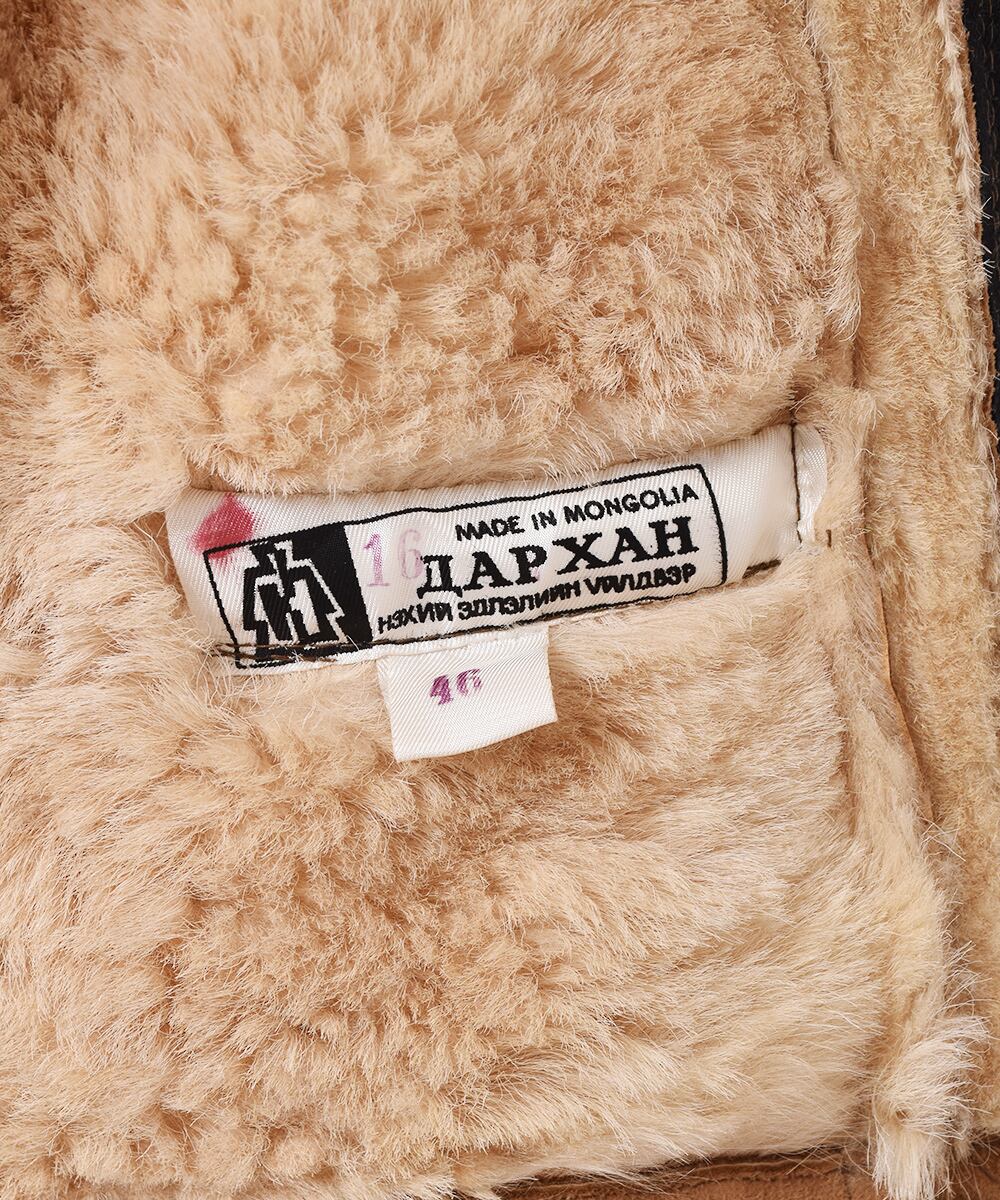 MADE IN MONGOLIA
16
ДАРХАН
НЭХИЙ ЭДЛЭЛИЙН ҮЙЛДВЭР
46